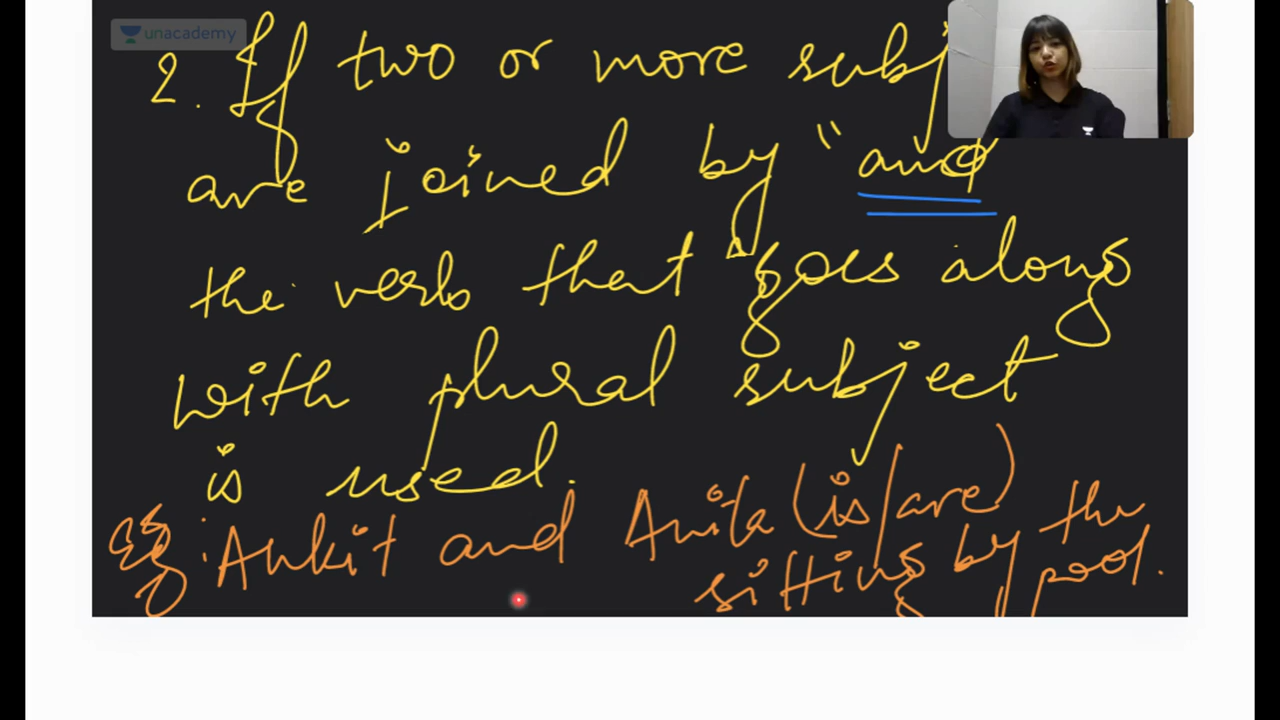 unacademy
2. If two or more subj
are joined by "and
the verb that goes along
with plural subject
is used.
eg: Ankit and Anita (is/are)
sitting by the pool.